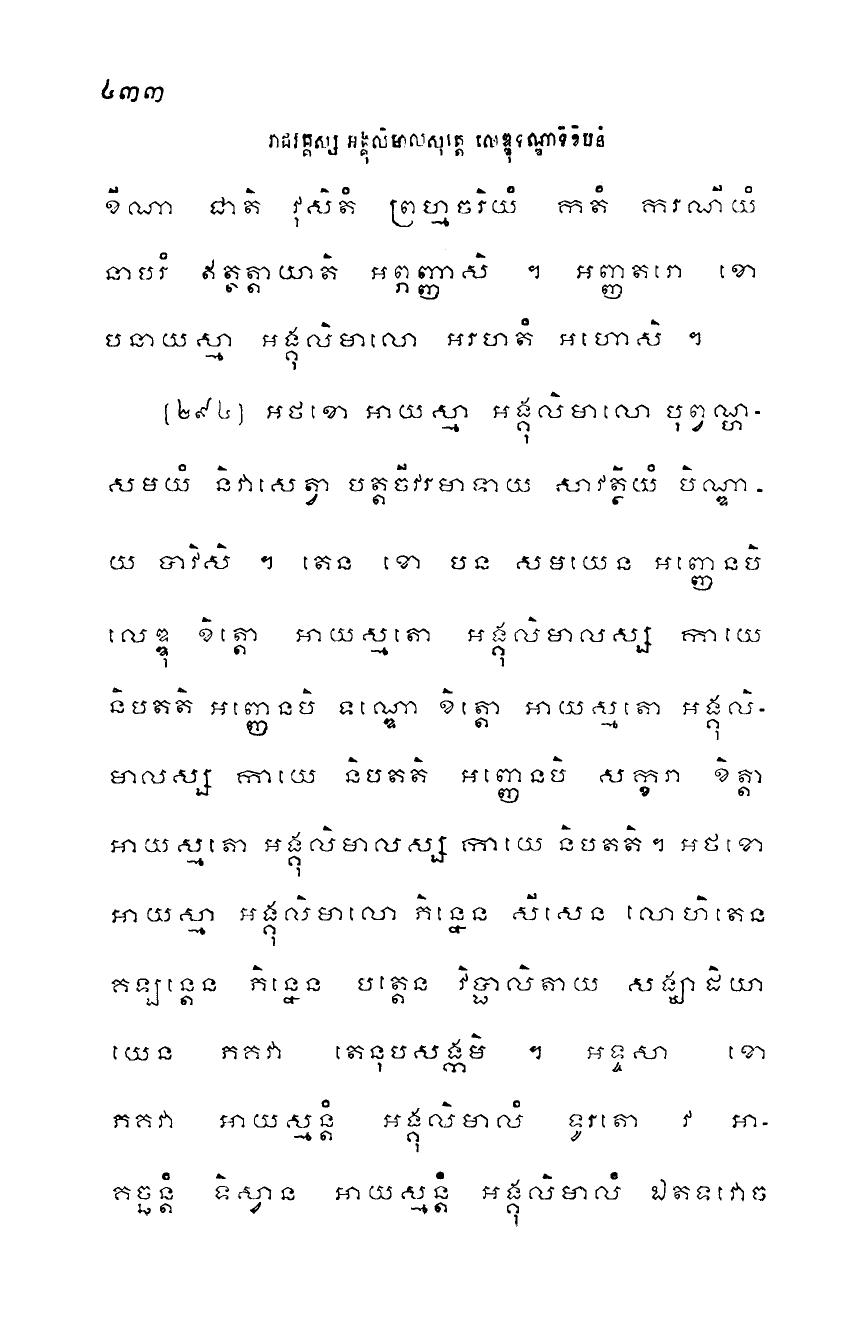 ៤៣៣
រាជវគ្គស្ស អង្គុលិមាលសុត្តេ លេឌ្ឌុទណ្ឌាទិខិបនំ
ខីណា ជាតិ វុសិតំ ព្រហ្មចរិយំ កតំ ករណីយំ
នាបរំ ឥត្ថត្តាយាតិ អព្ភញ្ញាសិ ។ អញ្ញតរោ ខោ
បនាយស្មា អង្គុលិមាលោ អរហតំ អហោសិ ។
(២៩៤) អថខោ អាយស្មា អង្គុលិមាលោ បុព្វណ្ហ-
សមយំ និវាសេត្វា បត្តចីវរមាទាយ សាវត្ថិយំ បិណ្ឌា-
យ បាវិសិ ។ តេន ខោ បន សមយេន អញ្ញេនបិ
លេឌ្ឌុ ខិត្តោ អាយស្មតោ អង្គុលិមាលស្ស កាយេ
និបតតិ អញ្ញេនបិ ទណ្ឌោ ខិត្តោ អាយស្មតោ អង្គុលិ-
មាលស្ស កាយេ និបតតិ អញ្ញេនបិ សក្ខរា ខិត្តា
អាយស្មតោ អង្គុលិមាលស្ស កាយេ និបតតិ។ អថខោ
អាយស្មា អង្គុលិមាលោ ភិន្នេន សីសេន លោហិតេន
គឡន្តេន ភិន្នេន បត្តេន វិប្ផាលិតាយ សង្ឃាដិយា
យេន ភគវា តេនុបសង្កមិ ។ អទ្ទសា ខោ
ភគវា អាយស្មន្តំ អង្គុលិមាលំ ទូរតោ វ អា-
គច្ឆន្តំ ទិស្វាន អាយស្មន្តំ អង្គុលិមាលំ ឯតទវោច